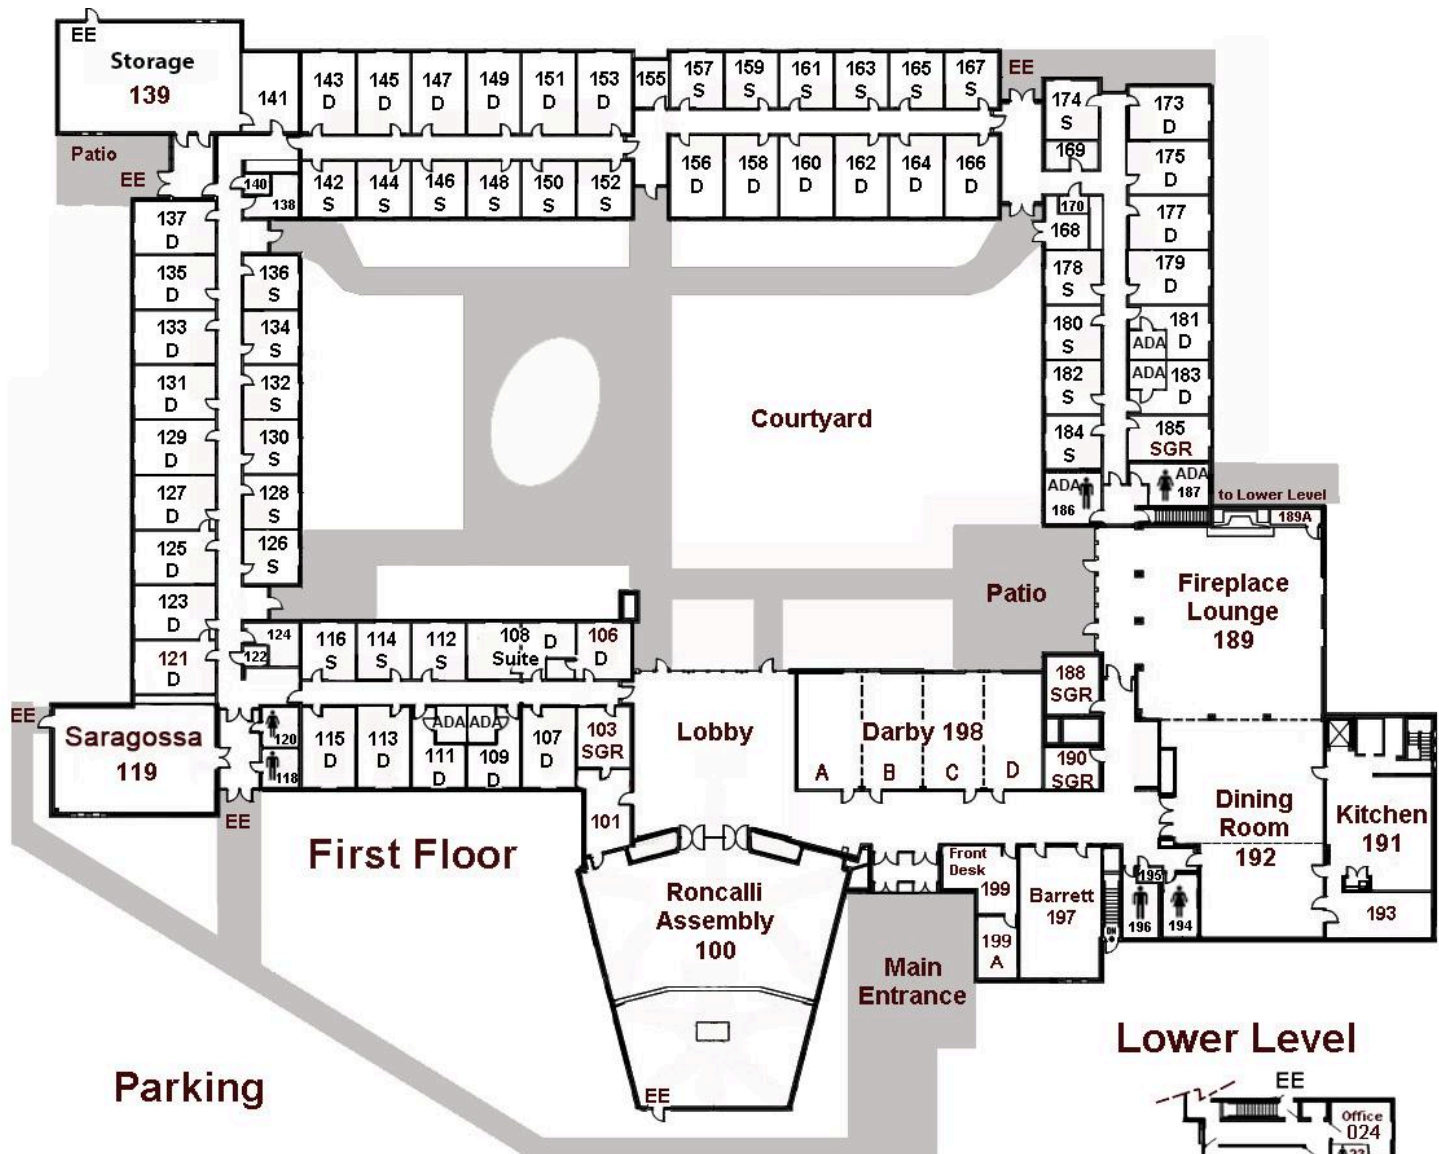 EE
Storage
139
141
143
D
145
D
147
D
149
D
151
D
153
D
155
157
S
159
S
161
S
163
S
165
S
167
S
EE
174
S
173
D
Patio
EE
140
138
142
S
144
S
146
S
148
S
150
S
152
S
156
D
158
D
160
D
162
D
164
D
166
D
169
175
D
170
168
177
D
137
D
135
D
136
S
178
S
179
D
133
D
134
S
180
S
181
D
ADA
131
D
132
S
Courtyard
182
S
ADA
183
D
129
D
130
S
184
S
185
SGR
127
D
128
S
ADA
186
ADA
187
to Lower Level
189A
125
D
126
S
123
D
Patio
Fireplace
Lounge
189
121
D
124
122
116
S
114
S
112
S
108
Suite
D
106
D
188
SGR
EE
Saragossa
119
120
118
115
D
113
D
ADA
111
D
ADA
109
D
107
D
103
SGR
Lobby
Darby 198
A
B
C
D
190
SGR
EE
101
Dining
Room
192
Kitchen
191
First Floor
Roncalli
Assembly
100
Front
Desk
199
199
A
Barrett
197
DN
195
196
194
193
Main
Entrance
EE
Parking
Lower Level
EE
Office
024
23